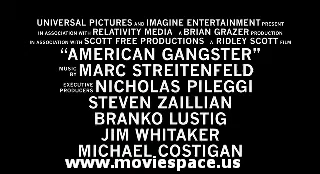 UNIVERSAL PICTURES AND IMAGINE ENTERTAINMENT PRESENT
IN ASSOCIATION WITH RELATIVITY MEDIA A BRIAN GRAZER PRODUCTION
IN ASSOCIATION WITH SCOTT FREE PRODUCTIONS A RIDLEY SCOTT FILM
“AMERICAN GANGSTER”
MUSIC BY MARC STREITENFELD
EXECUTIVE PRODUCERS NICHOLAS PILEGGI
STEVEN ZAILLIAN
BRANKO LUSTIG
JIM WHITAKER
MICHAEL COSTIGAN
www.moviespace.us